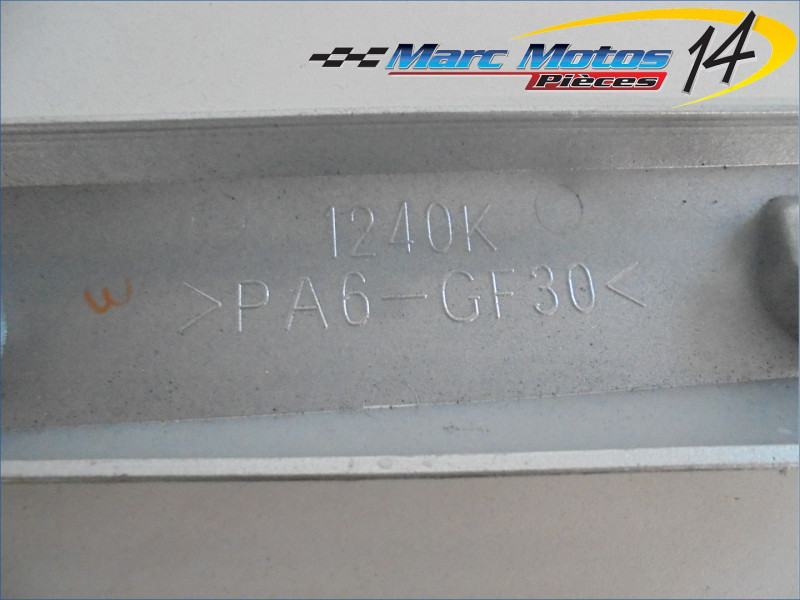 Marc Motos 14
Pièces
1240K
>PA6-GF30<